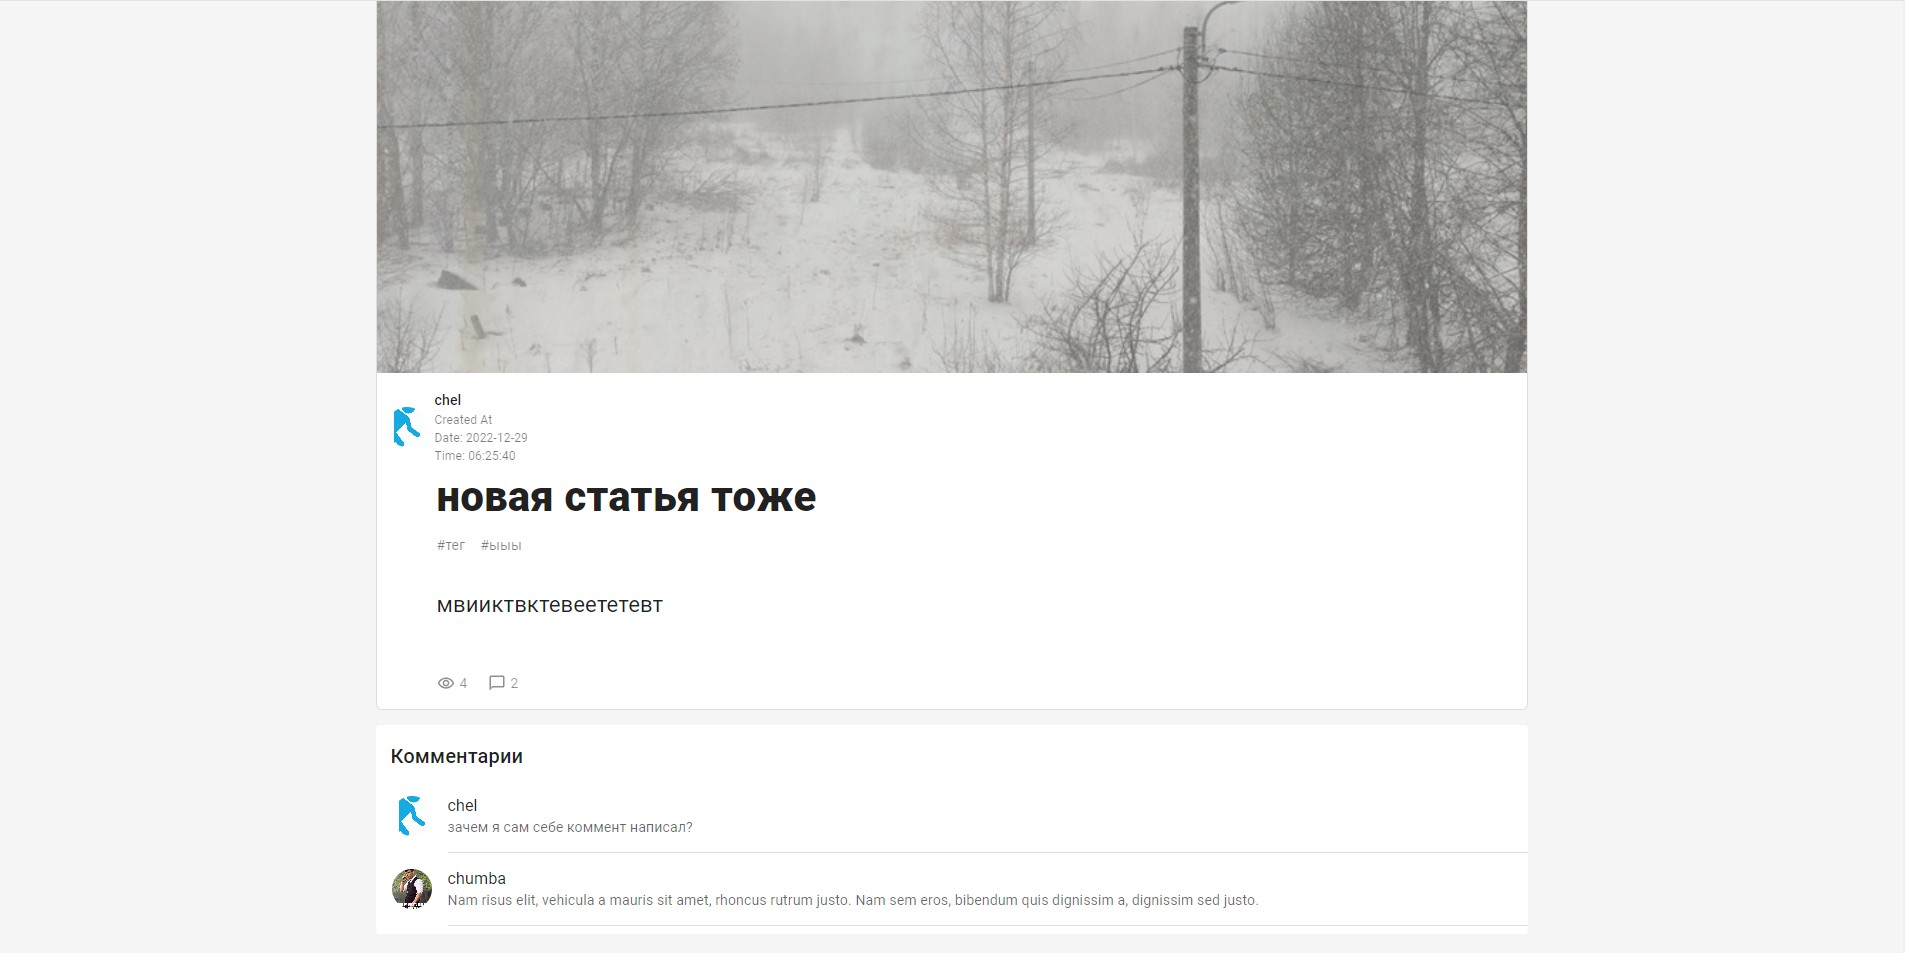 chel
Created At
Date: 2022-12-29
Time: 06:25:40
новая статья тоже
#тег #ыыы
мвииктвктевеететевт
4 2
Комментарии
chel
зачем я сам себе коммент написал?
chumba
Nam risus elit, vehicula a mauris sit amet, rhoncus rutrum justo. Nam sem eros, bibendum quis dignissim a, dignissim sed justo.